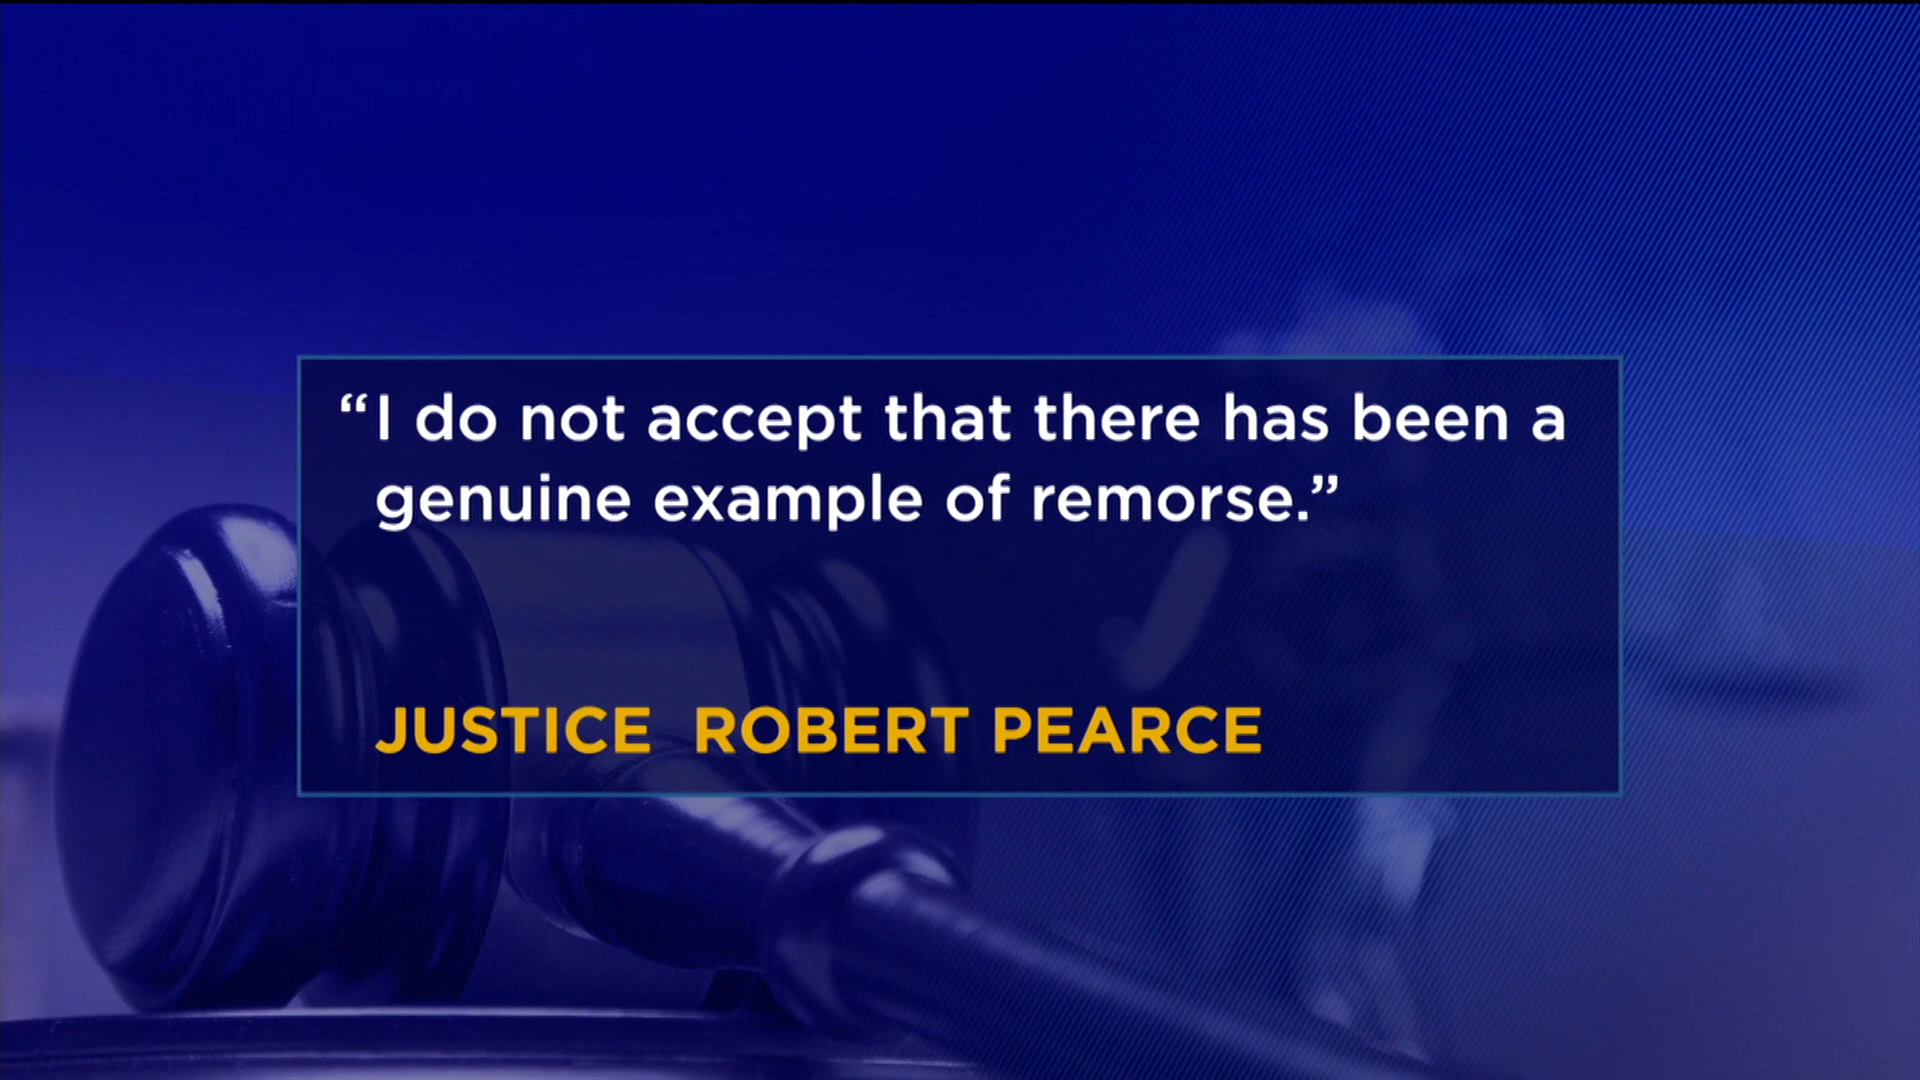 “I do not accept that there has been a
genuine example of remorse.”
JUSTICE  ROBERT PEARCE